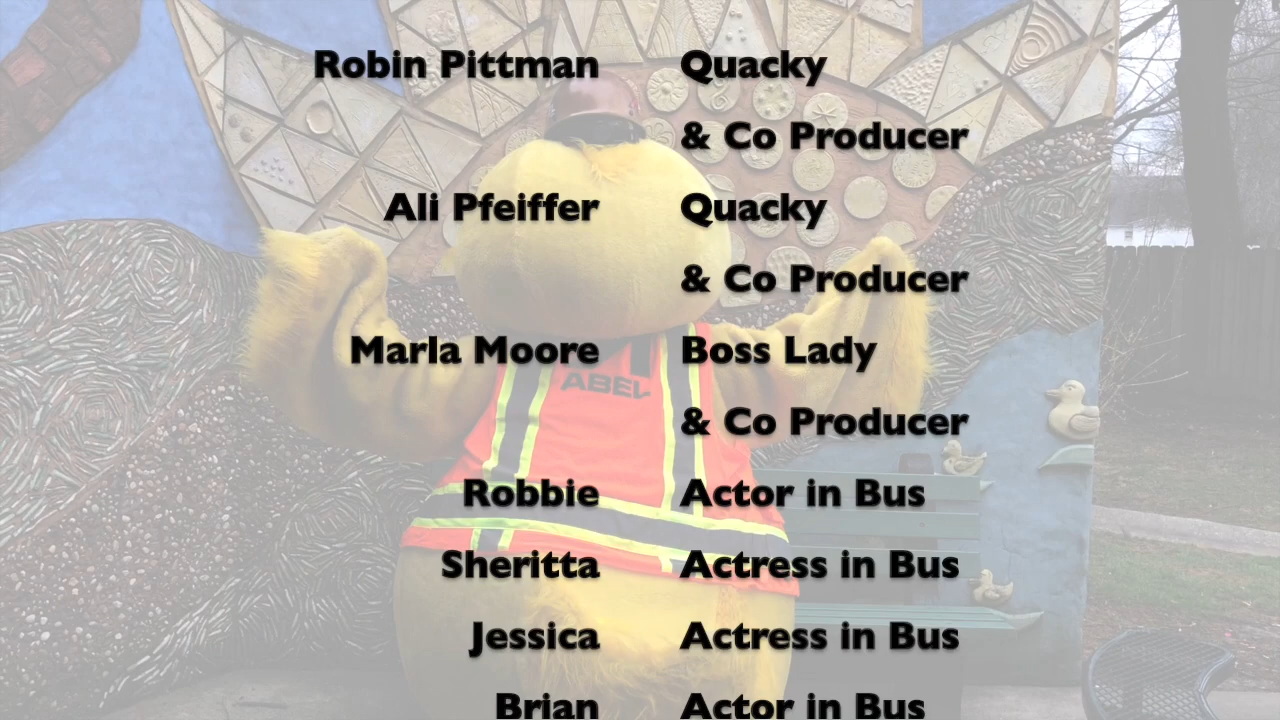 Robin Pittman Quacky
& Co Producer
Ali Pfeiffer Quacky
& Co Producer
Marla Moore Boss Lady
ABEL
& Co Producer
Robbie Actor in Bus
Sheritta Actress in Bus
Jessica Actress in Bus
Brian Actor in Bus